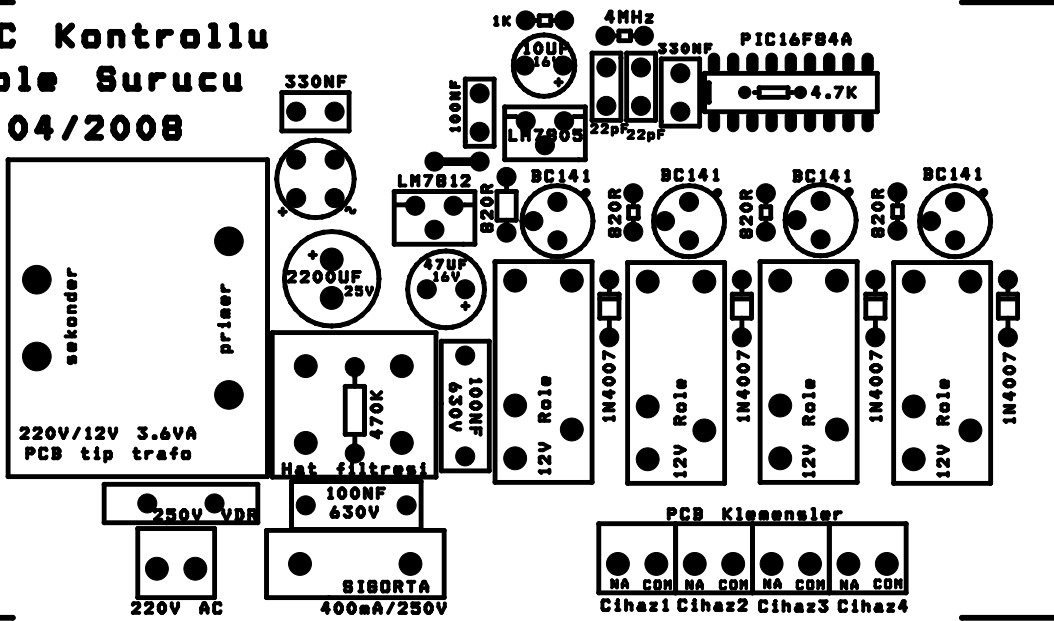 C Kontrollu
ole Surucu
04/2008
1K
4MHz
10UF
16V
+
330NF
PIC16F84A
4.7K
22pF
22pF
330NF
100NF
LM7805
+ ~
LM7812
820R
BC141
820R
BC141
820R
BC141
820R
BC141
+
2200UF
25V
47UF
16V
+
sekonder
primer
220V/12V 3.6VA
PCB tip trafo
470K
Hat filtresi
100NF
630V
12V Role
1N4007
12V Role
1N4007
12V Role
1N4007
12V Role
1N4007
250V VDR
100NF
630V
220V AC
SIGORTA
400mA/250V
PCB Klemensler
NA COM NA COM NA COM NA COM
Cihaz1 Cihaz2 Cihaz3 Cihaz4